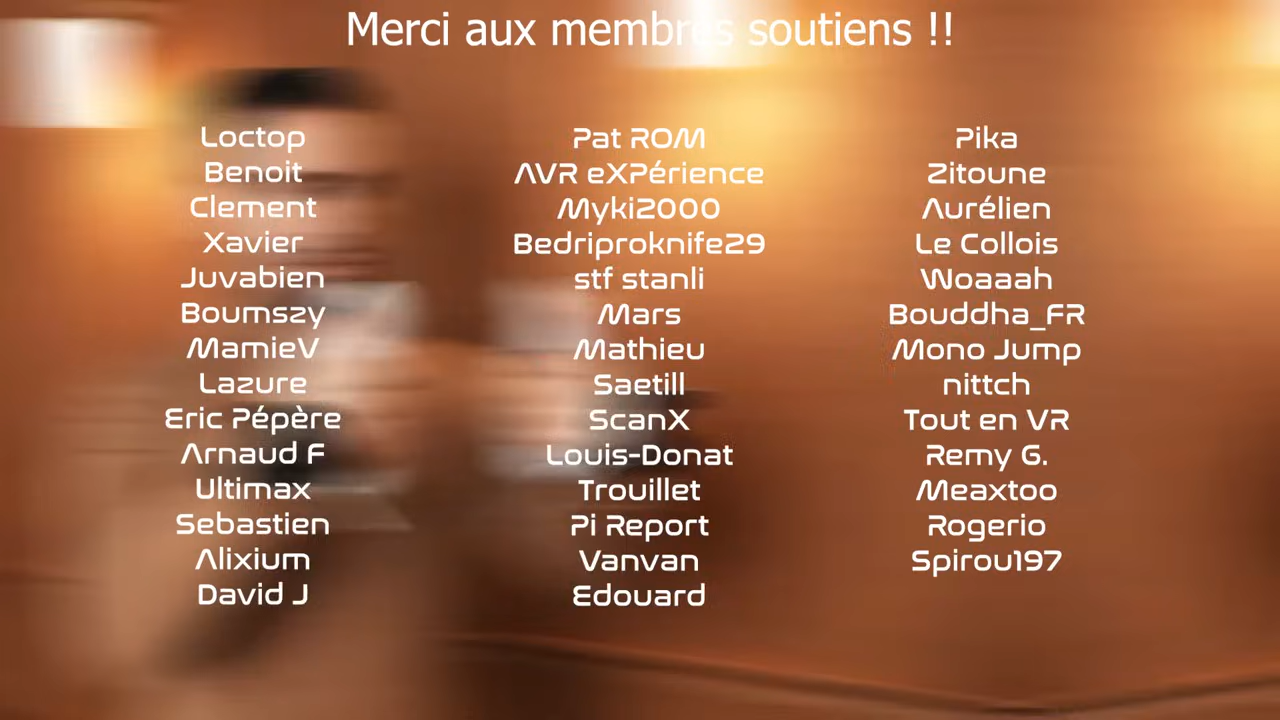 Merci aux membres soutiens !!
Loctop
Benoit
Clement
Xavier
Juvabien
Boumszy
MamieV
Lazure
Eric Pépère
Arnaud F
Ultimax
Sebastien
Alixium
David J
Pat ROM
AVR eXPérience
Myki2000
Bedriproknife29
stf stanli
Mars
Mathieu
Saetill
ScanX
Louis-Donat
Trouillet
Pi Report
Vanvan
Edouard
Pika
Zitoune
Aurélien
Le Collois
Woaaah
Bouddha_FR
Mono Jump
nittch
Tout en VR
Remy G.
Meaxtoo
Rogerio
Spirou197